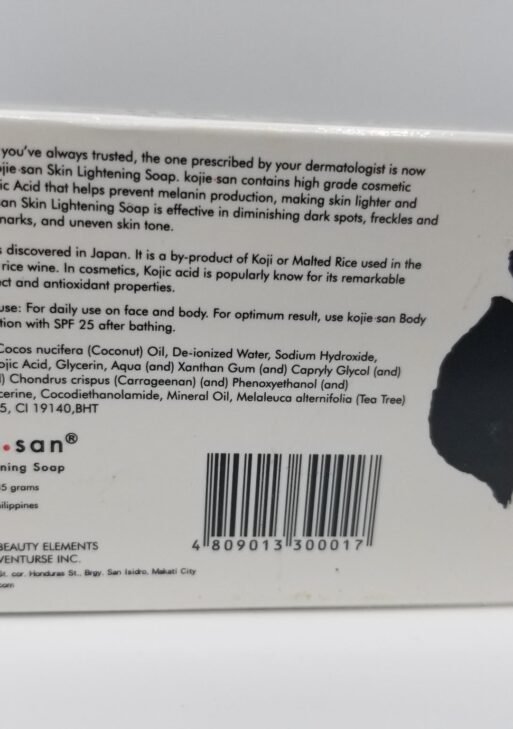 you've always trusted, the one prescribed by your dermatologist is now
jie·san Skin Lightening Soap. kojie·san contains high grade cosmetic
ic Acid that helps prevent melanin production, making skin lighter and
san Skin Lightening Soap is effective in diminishing dark spots, freckles and
marks, and uneven skin tone.
s discovered in Japan. It is a by-product of Koji or Malted Rice used in the
rice wine. In cosmetics, Kojic acid is popularly know for its remarkable
ect and antioxidant properties.
use: For daily use on face and body. For optimum result, use kojie·san Body
tion with SPF 25 after bathing.
Cocos nucifera (Coconut) Oil, De-ionized Water, Sodium Hydroxide,
ojic Acid, Glycerin, Aqua (and) Xanthan Gum (and) Capryly Glycol (and)
) Chondrus crispus (Carrageenan) (and) Phenoxyethanol (and)
cerine, Cocodiethanolamide, Mineral Oil, Melaleuca alternifolia (Tea Tree)
5, CI 19140,BHT
.san®
ning Soap
5 grams
ilippines
BEAUTY ELEMENTS
VENTURSE INC.
St. cor. Honduras St., Brgy. San Isidro, Makati City
com
4 809013 300017